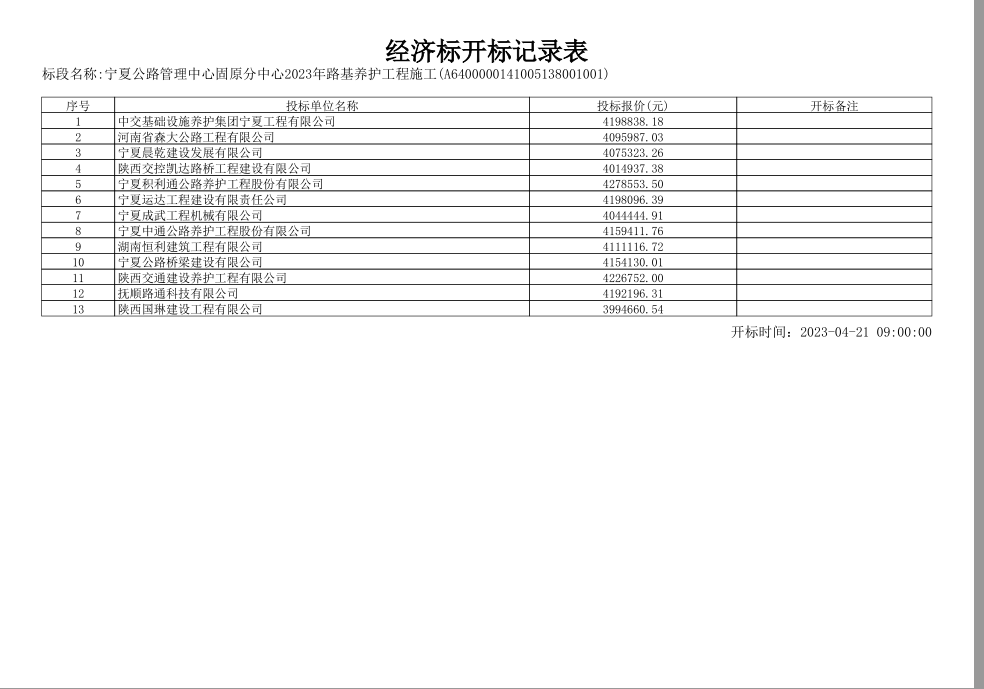 经济标开标记录表
标段名称:宁夏公路管理中心固原分中心2023年路基养护工程施工(A6400000141005138001001)
序号 投标单位名称 投标报价(元) 开标备注
1 中交基础设施养护集团宁夏工程有限公司 4198838.18
2 河南省森大公路工程有限公司 4095987.03
3 宁夏晨乾建设发展有限公司 4075323.26
4 陕西交控凯达路桥工程建设有限公司 4014937.38
5 宁夏积利通公路养护工程股份有限公司 4278553.50
6 宁夏运达工程建设有限责任公司 4198096.39
7 宁夏成武工程机械有限公司 4044444.91
8 宁夏中通公路养护工程股份有限公司 4159411.76
9 湖南恒利建筑工程有限公司 4111116.72
10 宁夏公路桥梁建设有限公司 4154130.01
11 陕西交通建设养护工程有限公司 4226752.00
12 抚顺路通科技有限公司 4192196.31
13 陕西国琳建设工程有限公司 3994660.54
开标时间: 2023-04-21 09:00:00